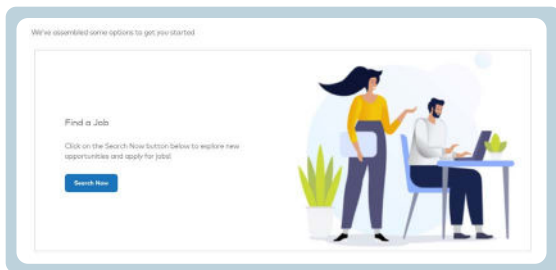 We've assembled some options to get you started
Find a Job
Click on the Search Now button below to explore new
opportunities and apply for jobs!
Search Now